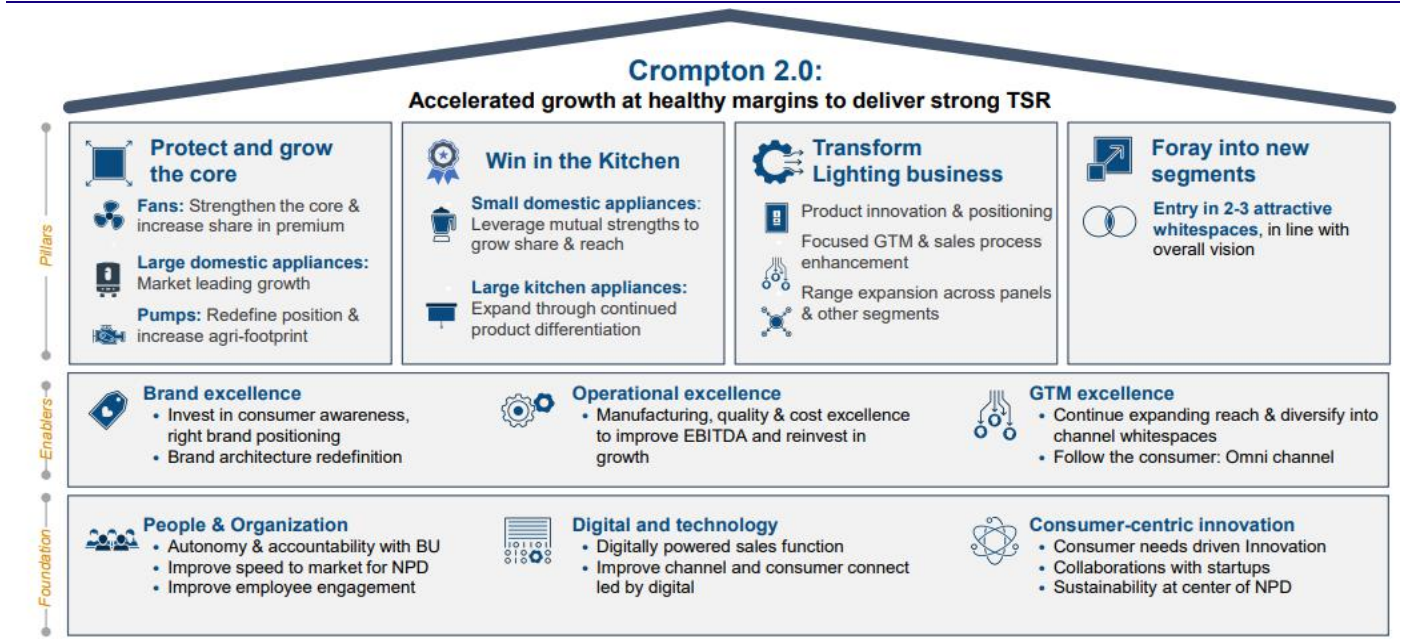 Crompton 2.0:
Accelerated growth at healthy margins to deliver strong TSR
Pillars
Protect and grow
the core
Fans: Strengthen the core &
increase share in premium
Large domestic appliances:
Market leading growth
Pumps: Redefine position &
increase agri-footprint
Win in the Kitchen
Small domestic appliances:
Leverage mutual strengths to
grow share & reach
Large kitchen appliances:
Expand through continued
product differentiation
Transform
Lighting business
Product innovation & positioning
Focused GTM & sales process
enhancement
Range expansion across panels
& other segments
Foray into new
segments
Entry in 2-3 attractive
whitespaces, in line with
overall vision
Enablers
Brand excellence
• Invest in consumer awareness,
right brand positioning
• Brand architecture redefinition
Operational excellence
• Manufacturing, quality & cost excellence
to improve EBITDA and reinvest in
growth
GTM excellence
• Continue expanding reach & diversify into
channel whitespaces
• Follow the consumer: Omni channel
Foundation
People & Organization
• Autonomy & accountability with BU
• Improve speed to market for NPD
• Improve employee engagement
Digital and technology
• Digitally powered sales function
• Improve channel and consumer connect
led by digital
Consumer-centric innovation
• Consumer needs driven Innovation
• Collaborations with startups
• Sustainability at center of NPD